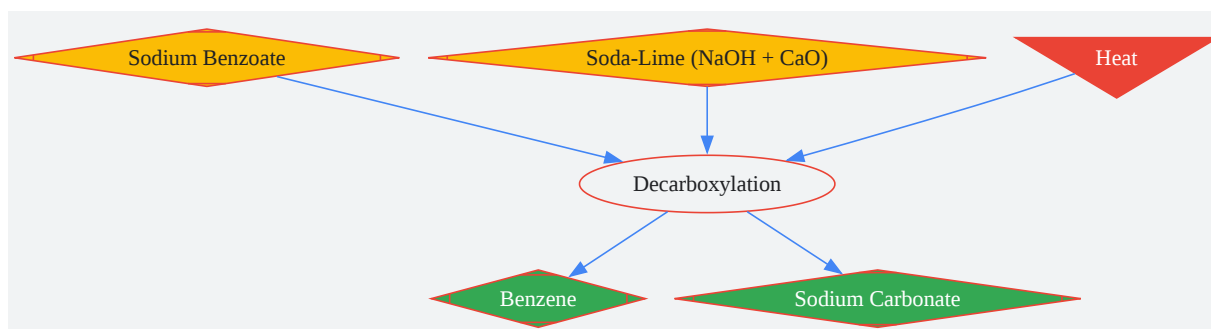 Sodium Benzoate
Soda-Lime (NaOH + CaO)
Heat
Decarboxylation
Benzene
Sodium Carbonate